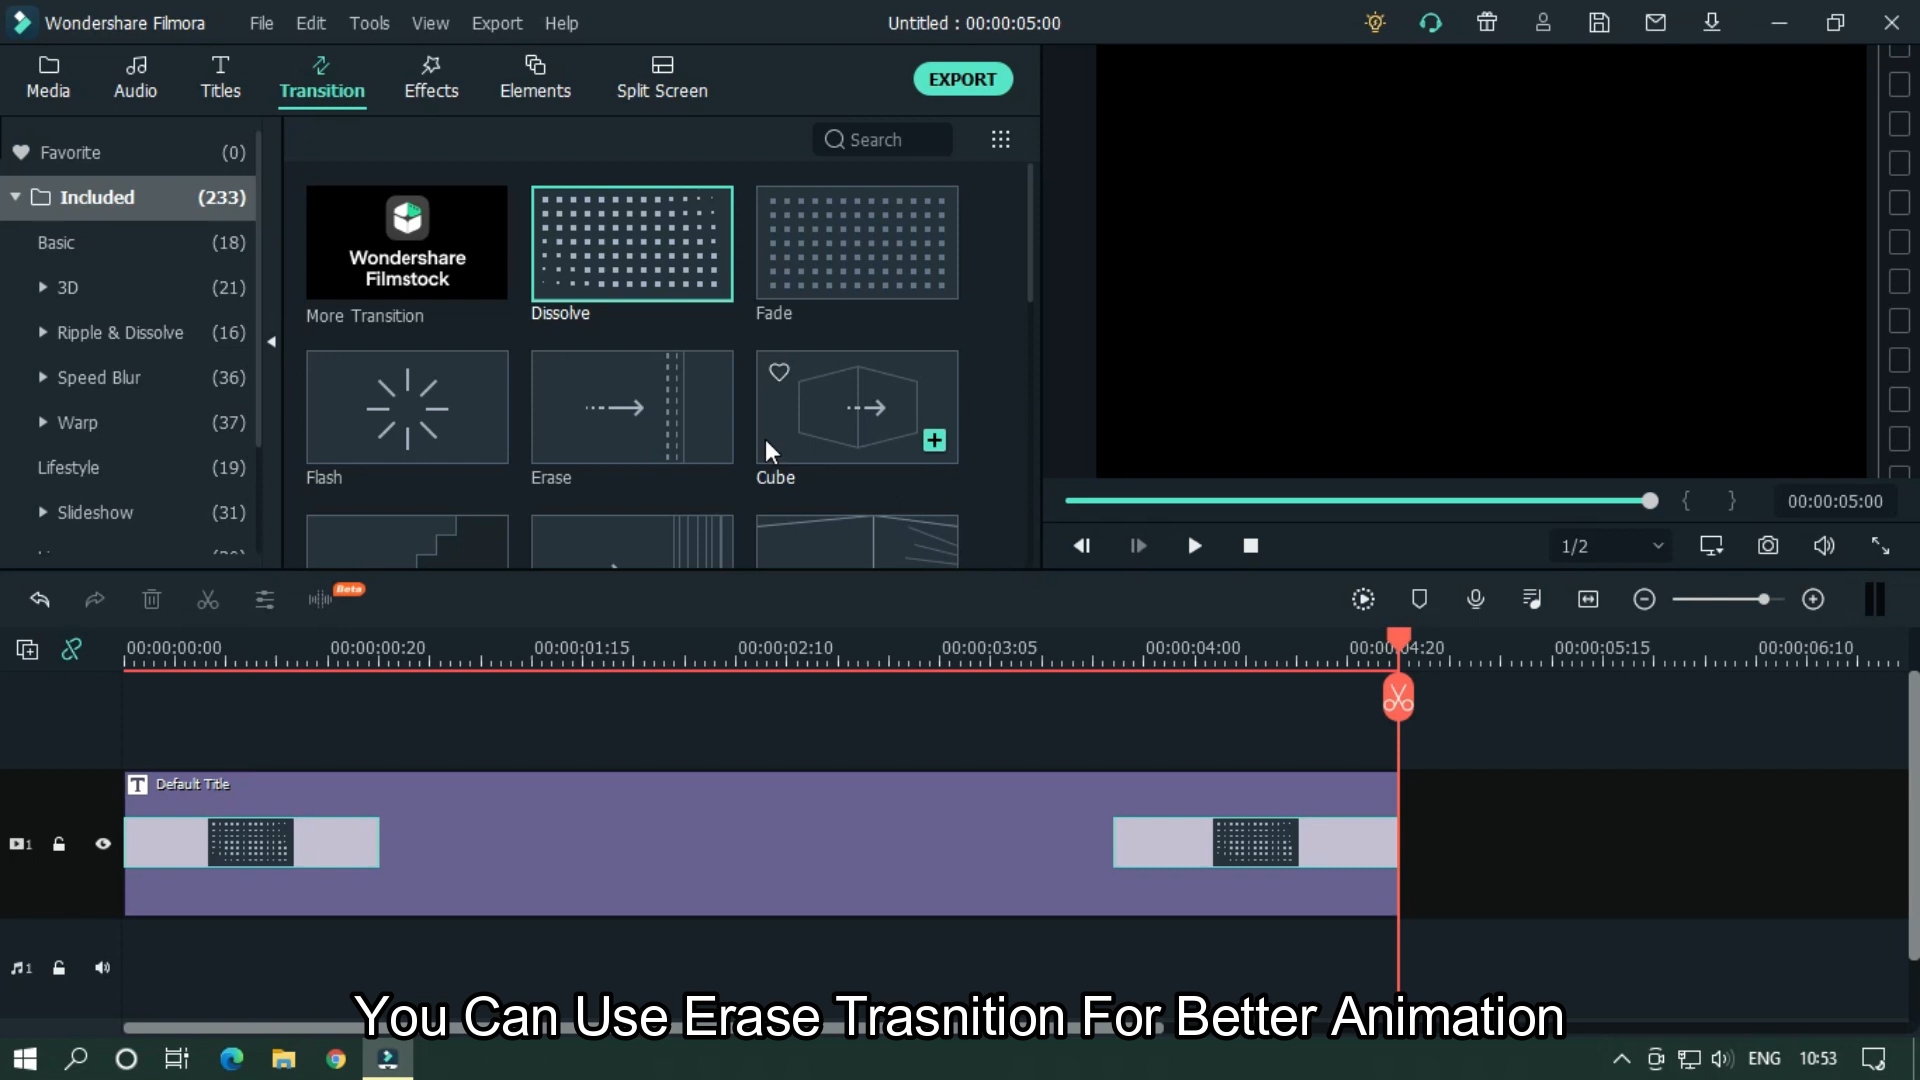 Wondershare Filmora
File
Edit
Tools
View
Export
Help
Untitled : 00:00:05:00
Media
Audio
Titles
Transition
Effects
Elements
Split Screen
EXPORT
Favorite (0)
Included (233)
Basic (18)
3D (21)
Ripple & Dissolve (16)
Speed Blur (36)
Warp (37)
Lifestyle (19)
Slideshow (31)
Search
Wondershare
Filmstock
More Transition
Dissolve
Fade
Flash
Erase
Cube
{ }
00:00:05:00
1/2
Beta
00:00:00:00
00:00:00:20
00:00:01:15
00:00:02:10
00:00:03:05
00:00:04:00
00:00:04:20
00:00:05:15
00:00:06:10
T Default Title
1
1
You Can Use Erase Trasnition For Better Animation
ENG
10:53